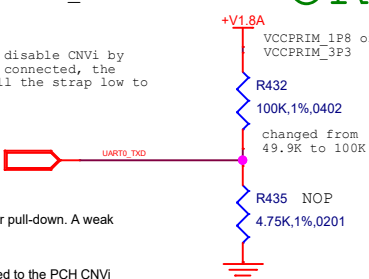 +V1.8A
VCCPRIM_1P8 o
VCCPRIM_3P3
disable CNVi by
connected, the
ll the strap low to
R432
100K,1%,0402
changed from
49.9K to 100K
UART0_TXD
R435 NOP
4.75K,1%,0201
r pull-down. A weak
ed to the PCH CNVi